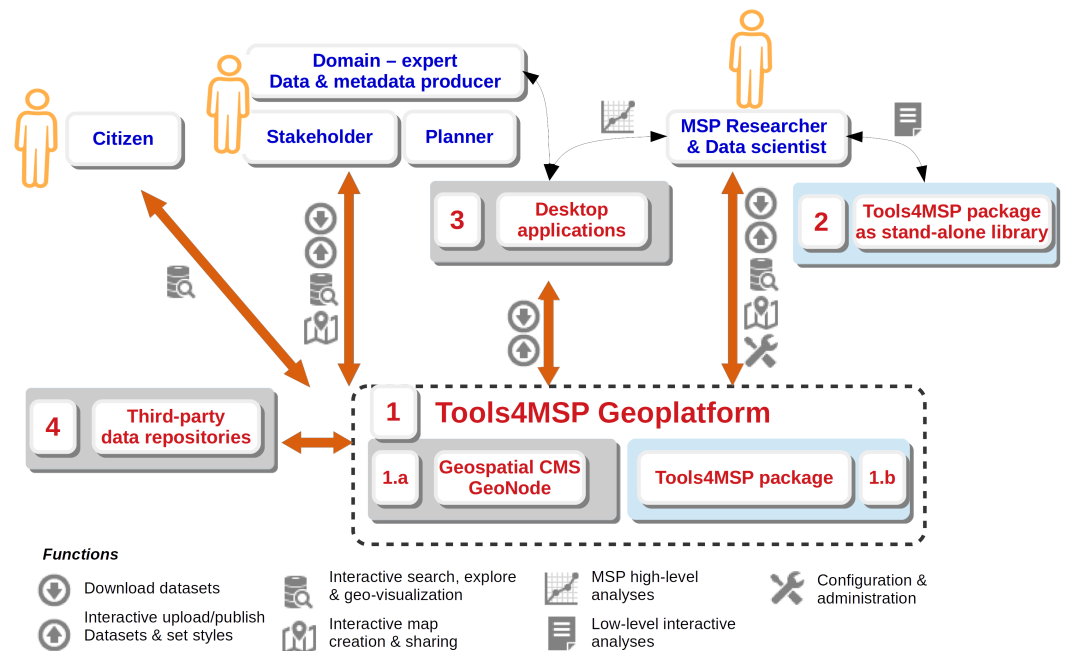 Domain – expert
Data & metadata producer
Citizen
Stakeholder
Planner
MSP Researcher
& Data scientist
3
Desktop
applications
2
Tools4MSP package
as stand-alone library
4
Third-party
data repositories
1
Tools4MSP Geoplatform
1.a
Geospatial CMS
GeoNode
Tools4MSP package
1.b
Functions
Download datasets
Interactive upload/publish
Datasets & set styles
Interactive search, explore
& geo-visualization
Interactive map
creation & sharing
MSP high-level
analyses
Low-level interactive
analyses
Configuration &
administration